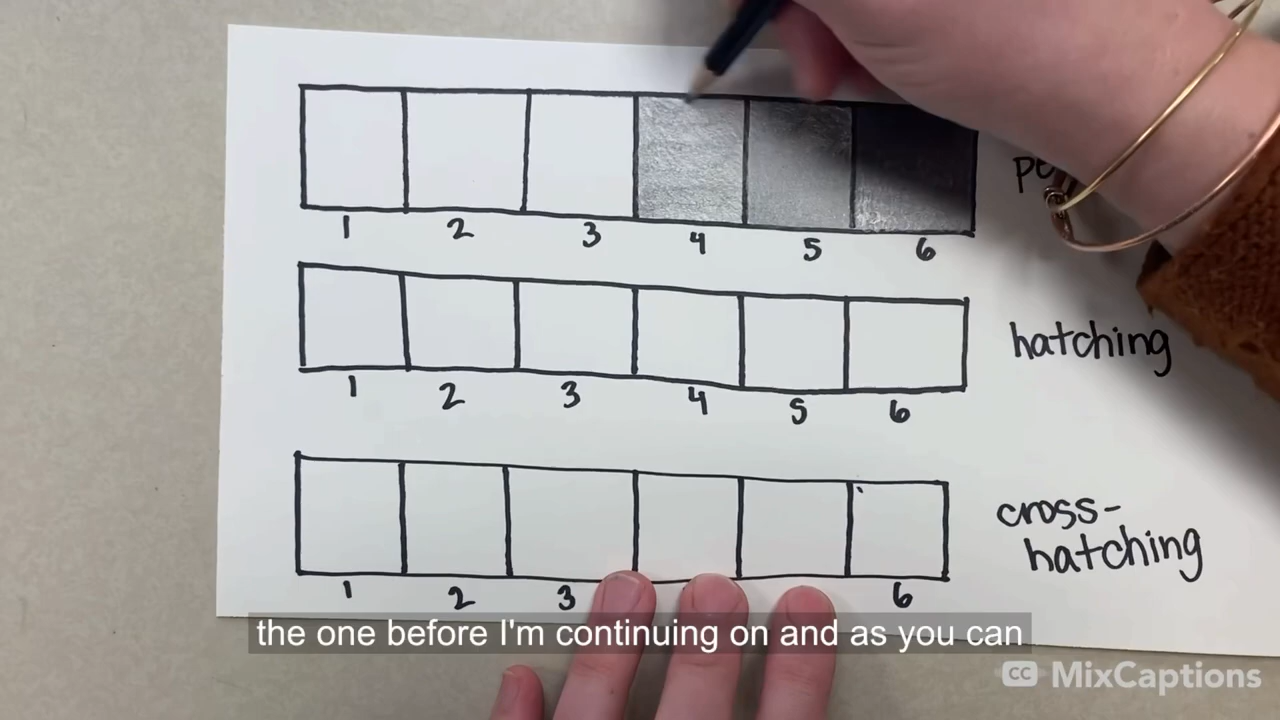 1 2 3 4 5 6
hatching
1 2 3 4 5 6
cross-
hatching
1 2 3 6
the one before I'm continuing on and as you can
CC MixCaptions